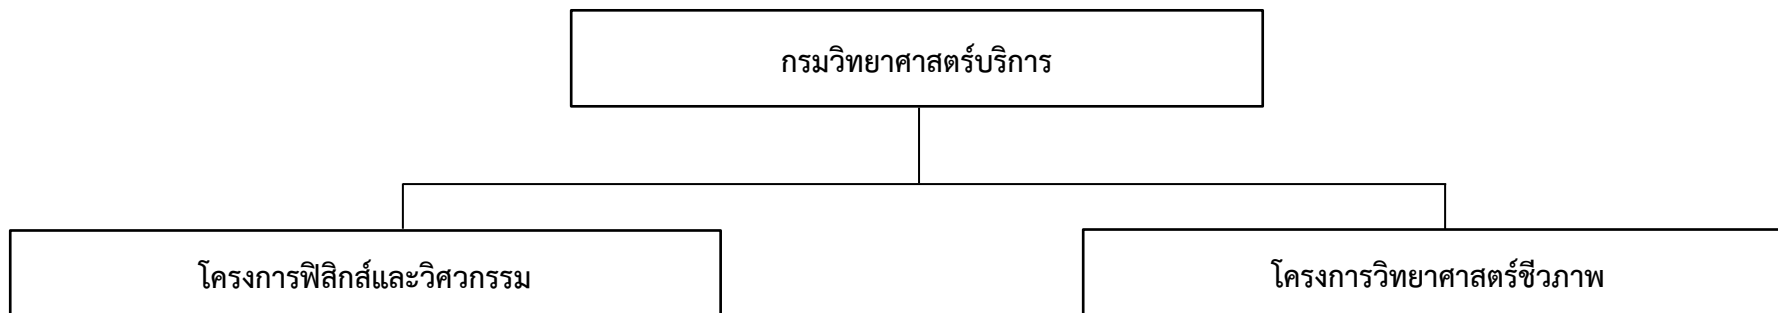 กรมวิทยาศาสตร์บริการ
โครงการฟิสิกส์และวิศวกรรม
โครงการวิทยาศาสตร์ชีวภาพ